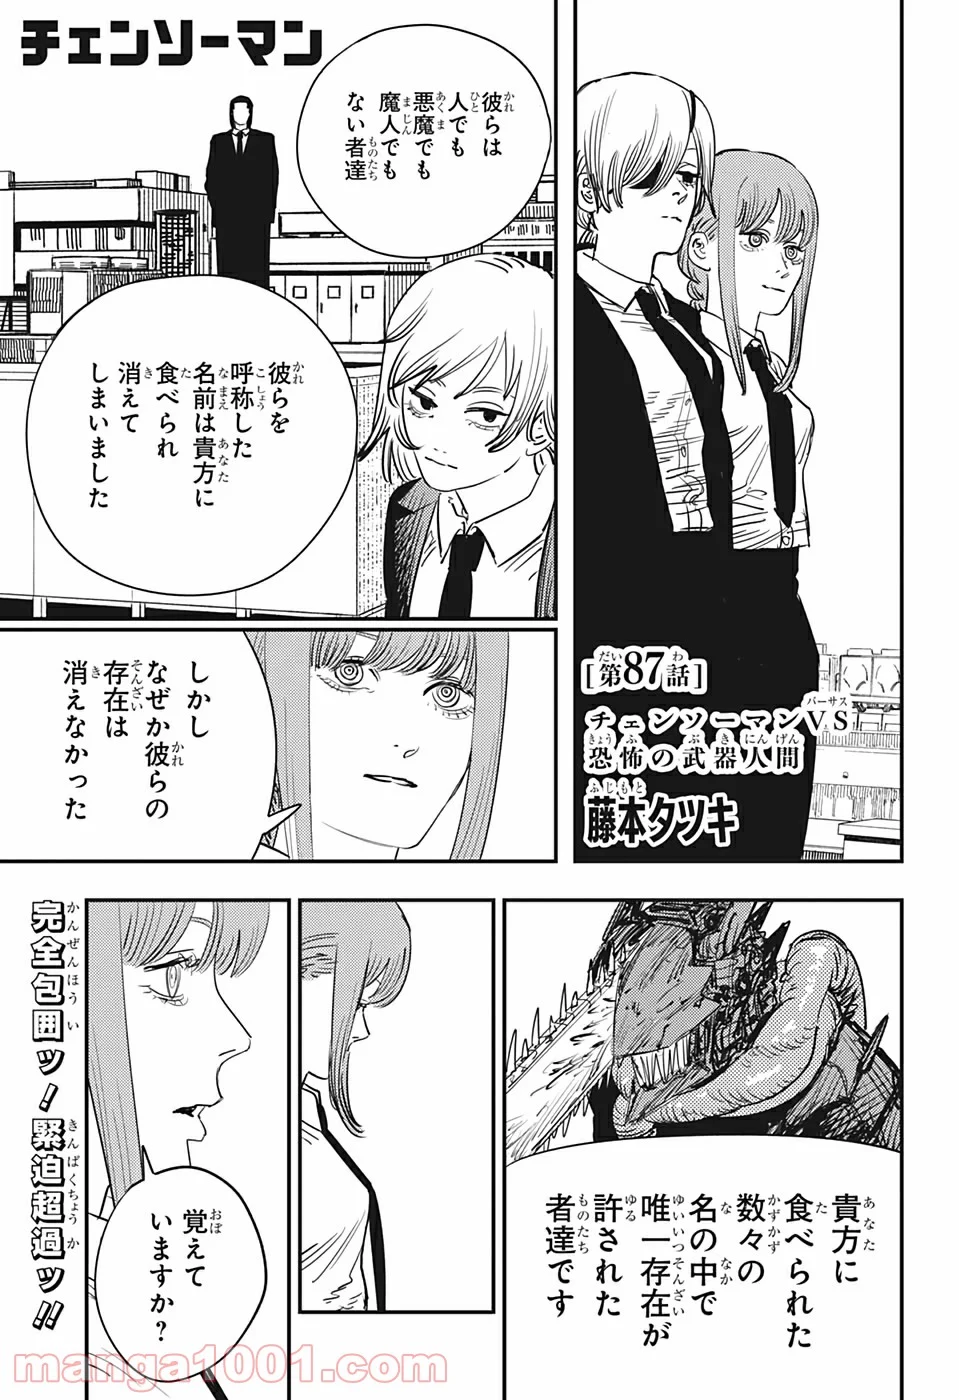 チェンソーマン
[第87話]
チェンソーマンVS
恐怖の武器人間
藤本タツキ
彼らは
人でも
悪魔でも
魔人でも
ない者達
彼らを
呼称した
名前は貴方に
食べられ
消えて
しまいました
しかし
なぜか彼らの
存在は
消えなかった
貴方に
食べられた
数々の
名の中で
唯一存在が
許された
者達です
覚えて
いますか?
完全包囲ッ!緊迫超過ッ!!
manga1001.com